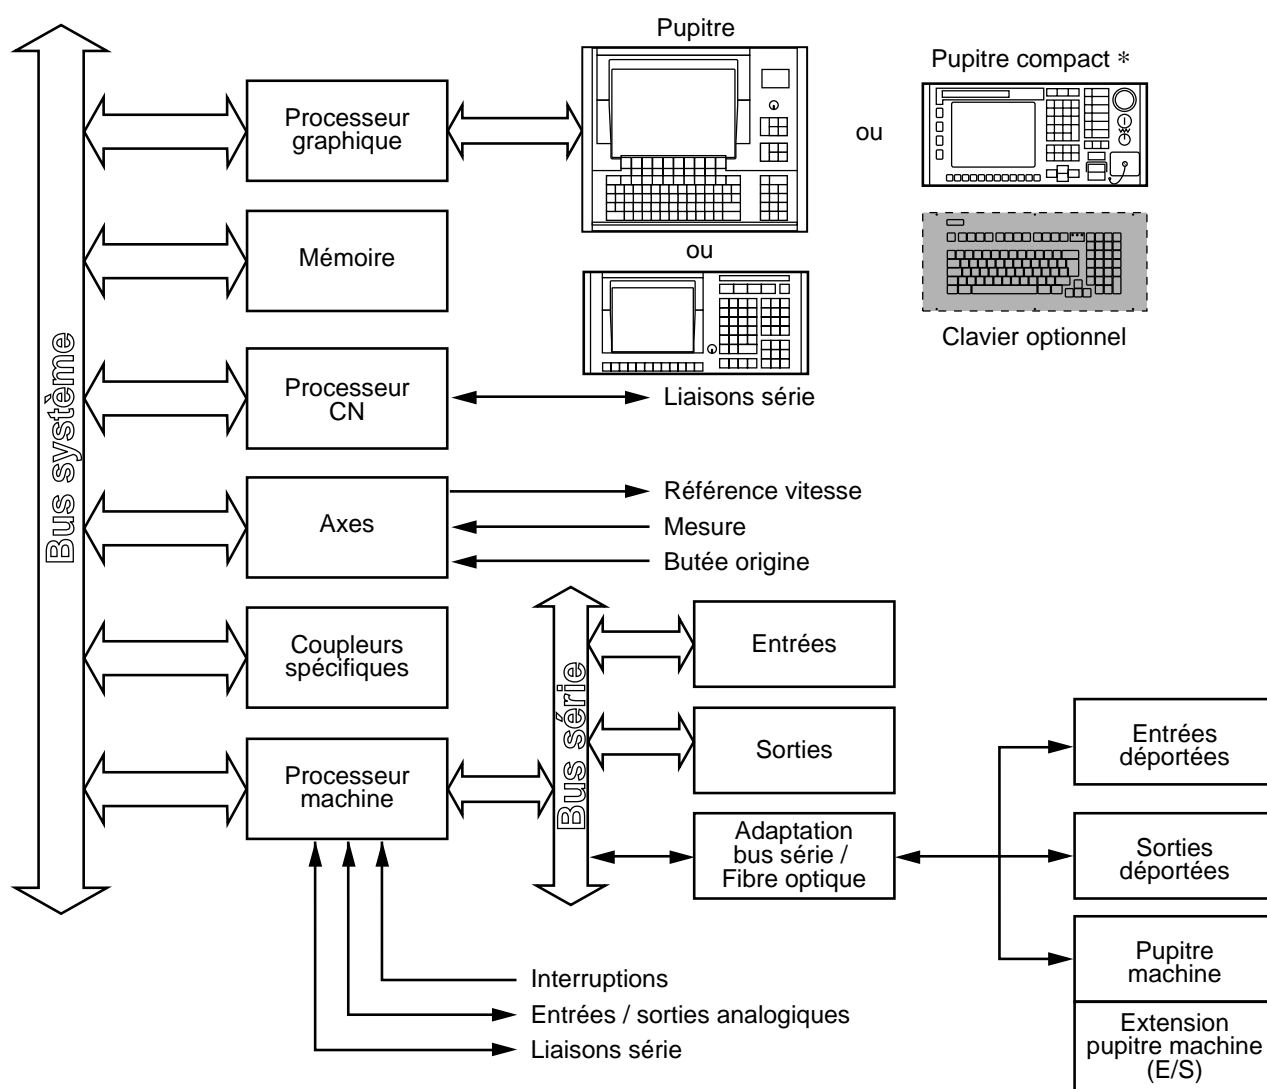 Pupitre
Pupitre compact *
Processeur
graphique
ou
Mémoire
ou
Clavier optionnel
Bus système
Processeur
CN
Liaisons série
Axes
Référence vitesse
Mesure
Butée origine
Coupleurs
spécifiques
Bus série
Entrées
Sorties
Entrées
déportées
Processeur
machine
Adaptation
bus série /
Fibre optique
Sorties
déportées
Pupitre
machine
Interruptions
Entrées / sorties analogiques
Liaisons série
Extension
pupitre machine
(E/S)